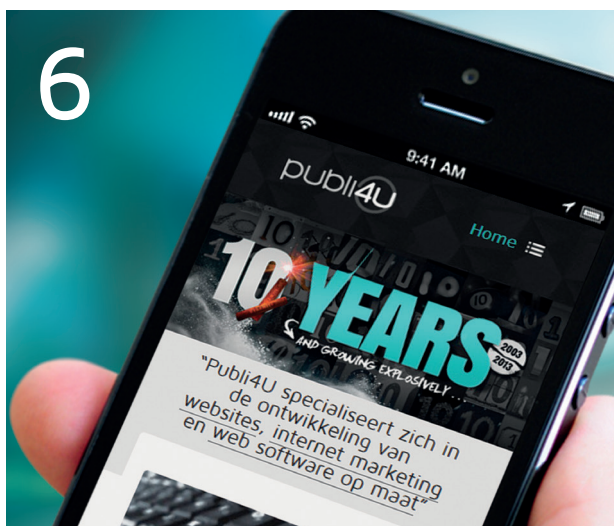 6
9:41 AM
publi4U
Home
10 YEARS
2003
2013
AND GROWING EXPLOSIVELY...
"Publi4U specialiseert zich in
de ontwikkeling van
websites, internet marketing
en web software op maat"